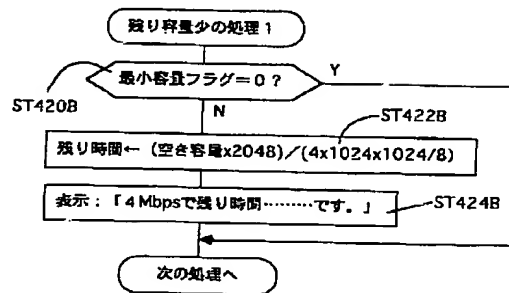 残り容量少の処理1
最小容量フラグ=0?
Y
ST420B
N
ST422B
残り時間←(空き容量x2048)/(4x1024x1024/8)
表示:「4Mbpsで残り時間………です。」
ST424B
次の処理へ